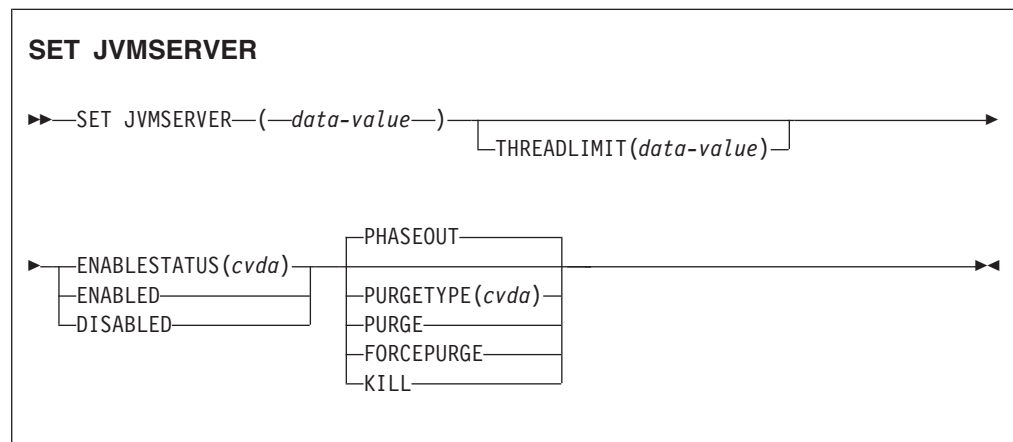 SET JVMSERVER
SET JVMSERVER ( data-value )
THREADLIMIT(data-value)
PHASEOUT
ENABLESTATUS(cvda)
PURGETYPE(cvda)
ENABLED
PURGE
DISABLED
FORCEPURGE
KILL